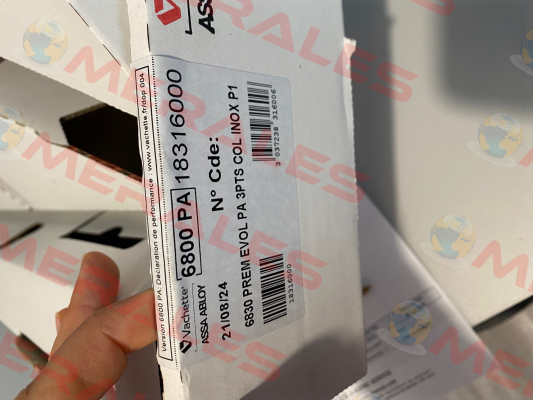 ASSA
Version 6800 PA: Déclaration de performance : www.vachette.fr/dop 004
6800 PA 18316000
Vachette
ASSA ABLOY
N° Cde:
21/08/24
6830 PREM EVOL PA 3PTS COL INOX P1
18316000
3 037238 316006
MERALES